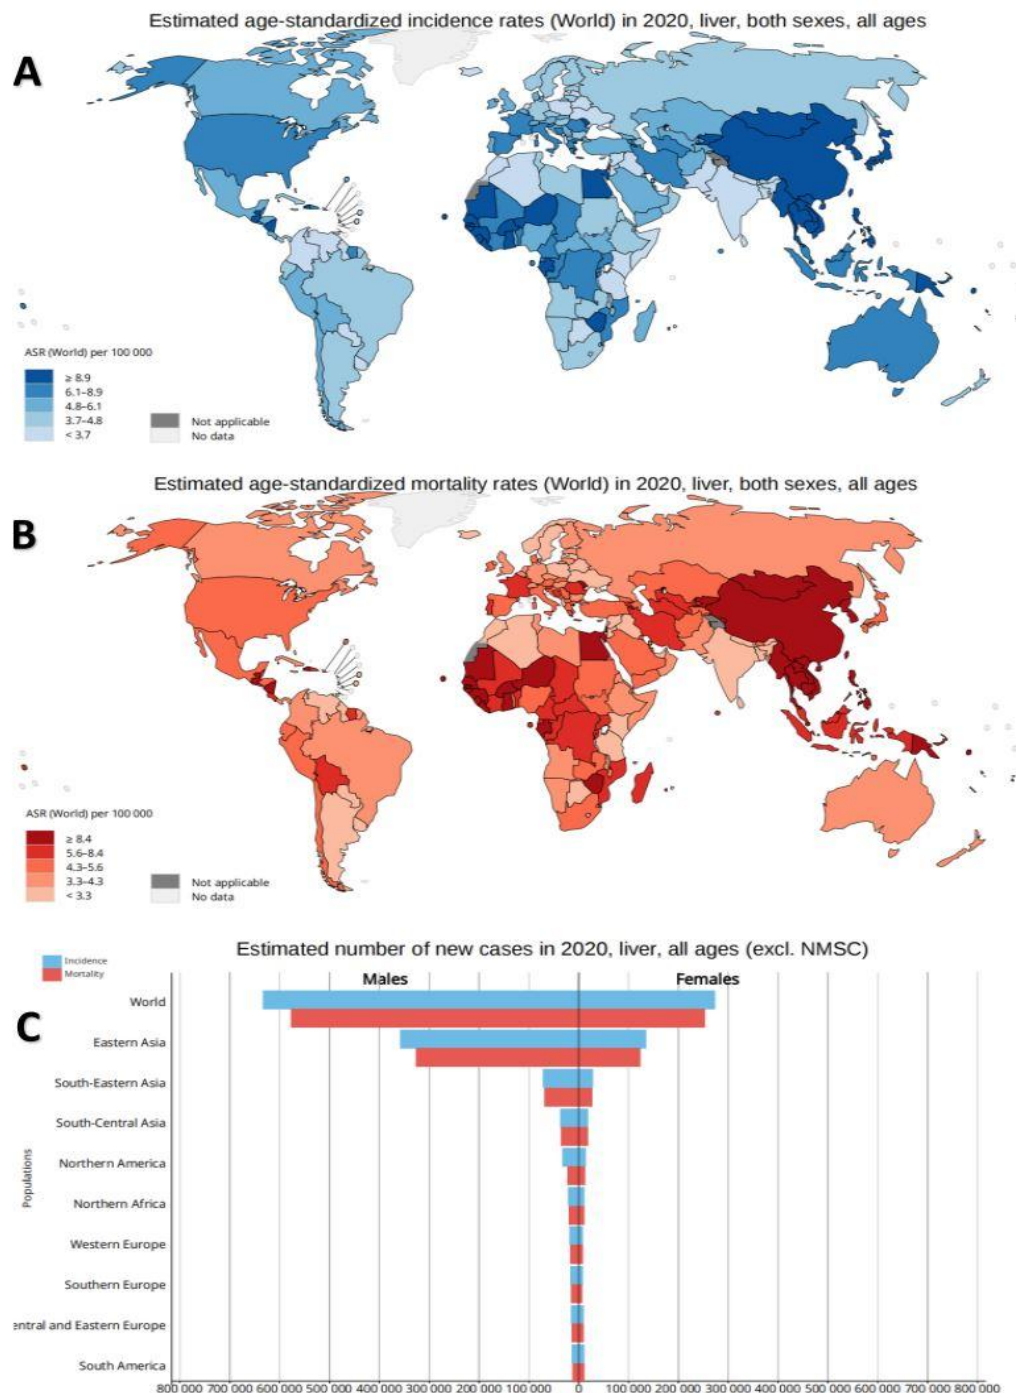 Estimated age-standardized incidence rates (World) in 2020, liver, both sexes, all ages
A
ASR (World) per 100 000
≥ 8.9
6.1–8.9
4.8–6.1
3.7–4.8
< 3.7
Not applicable
No data
Estimated age-standardized mortality rates (World) in 2020, liver, both sexes, all ages
B
ASR (World) per 100 000
≥ 8.4
5.6–8.4
4.3–5.6
3.3–4.3
< 3.3
Not applicable
No data
Estimated number of new cases in 2020, liver, all ages (excl. NMSC)
Incidence
Mortality
Males Females
C
World
Eastern Asia
South-Eastern Asia
South-Central Asia
Northern America
Northern Africa
Western Europe
Southern Europe
entral and Eastern Europe
South America
Populations
800 000 700 000 600 000 500 000 400 000 300 000 200 000 100 000 0 100 000 200 000 300 000 400 000 500 000 600 000 700 000 800 000